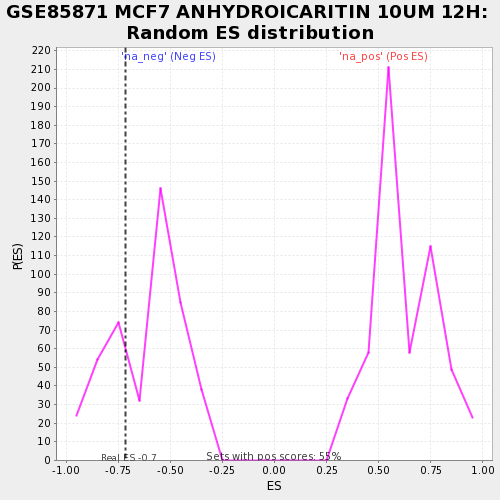 GSE85871 MCF7 ANHYDROICARITIN 10UM 12H:
Random ES distribution
'na_neg' (Neg ES)
'na_pos' (Pos ES)
220
210
200
190
180
170
160
150
140
130
120
110
100
90
80
70
60
50
40
30
20
10
0
P(ES)
Real ES -0.7
Sets with pos scores: 55%
-1.00 -0.75 -0.50 -0.25 0.00 0.25 0.50 0.75 1.00
ES